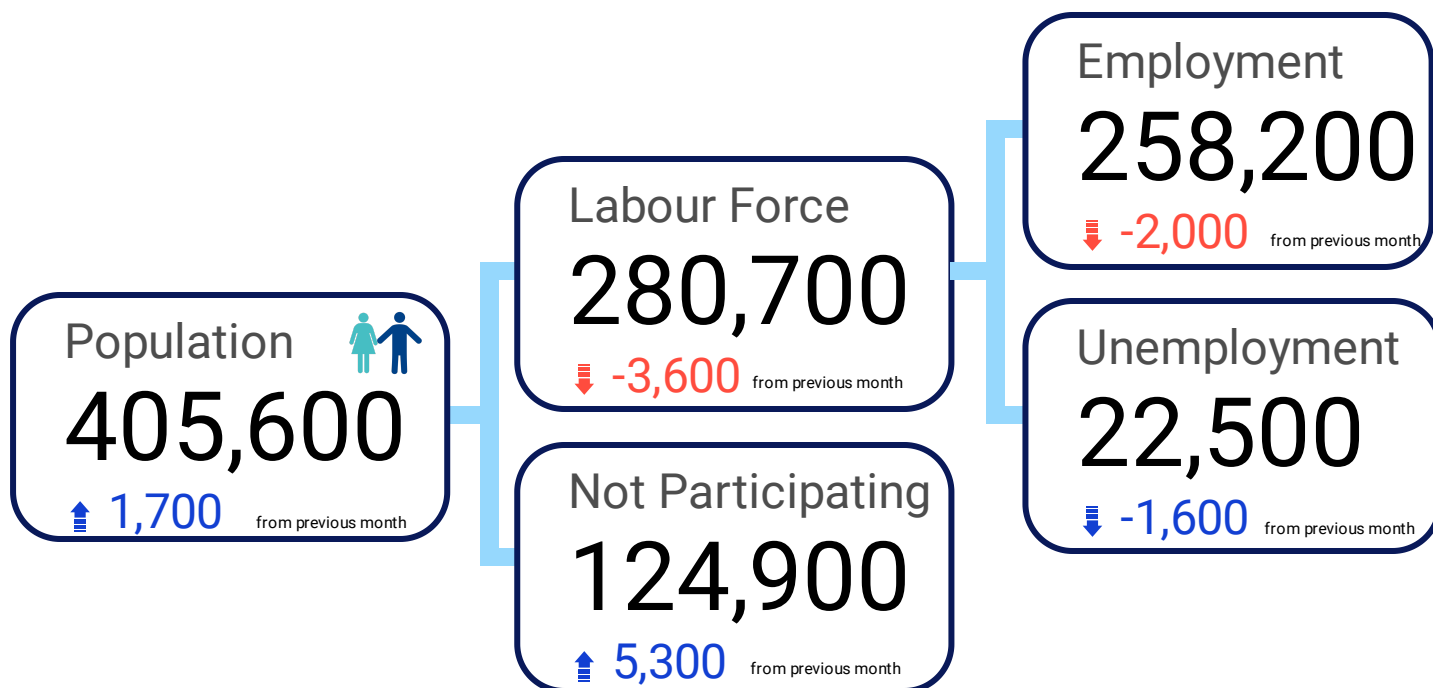 Population
405,600
1,700 from previous month
Labour Force
280,700
-3,600 from previous month
Not Participating
124,900
5,300 from previous month
Employment
258,200
-2,000 from previous month
Unemployment
22,500
-1,600 from previous month